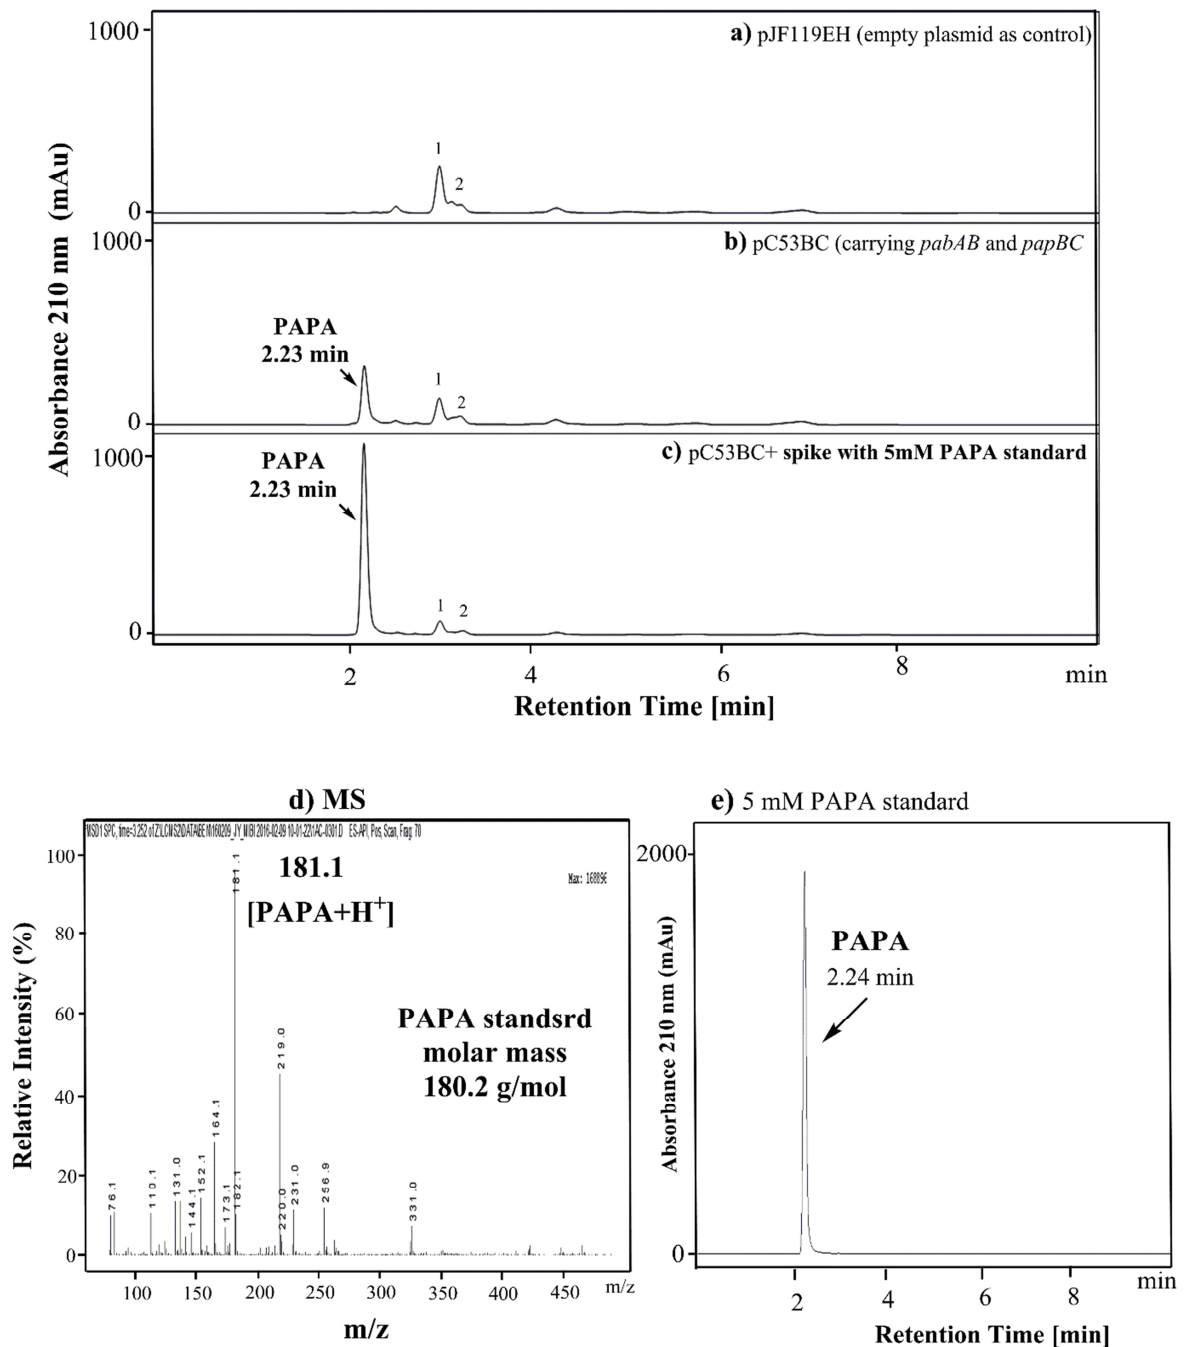 1000
a) pJF119EH (empty plasmid as control)
1
2
0
Absorbance 210 nm (mAu)
1000
b) pC53BC (carrying pabAB and papBC
PAPA
2.23 min
1
2
0
1000
c) pC53BC+ spike with 5mM PAPA standard
PAPA
2.23 min
1
2
0
2 4 6 8 min
Retention Time [min]
d) MS
100
80
60
40
20
0
Relative Intensity (%)
Max: 168096
181.1
[PAPA+H+]
PAPA standsrd
molar mass
180.2 g/mol
76.1
110.1
131.0
144.1
152.1
164.1
173.1
181.1
182.1
219.0
220.0
231.0
256.9
331.0
100 150 200 250 300 350 400 450 m/z
m/z
e) 5 mM PAPA standard
2000
0
Absorbance 210 nm (mAu)
PAPA
2.24 min
2 4 6 8 min
Retention Time [min]